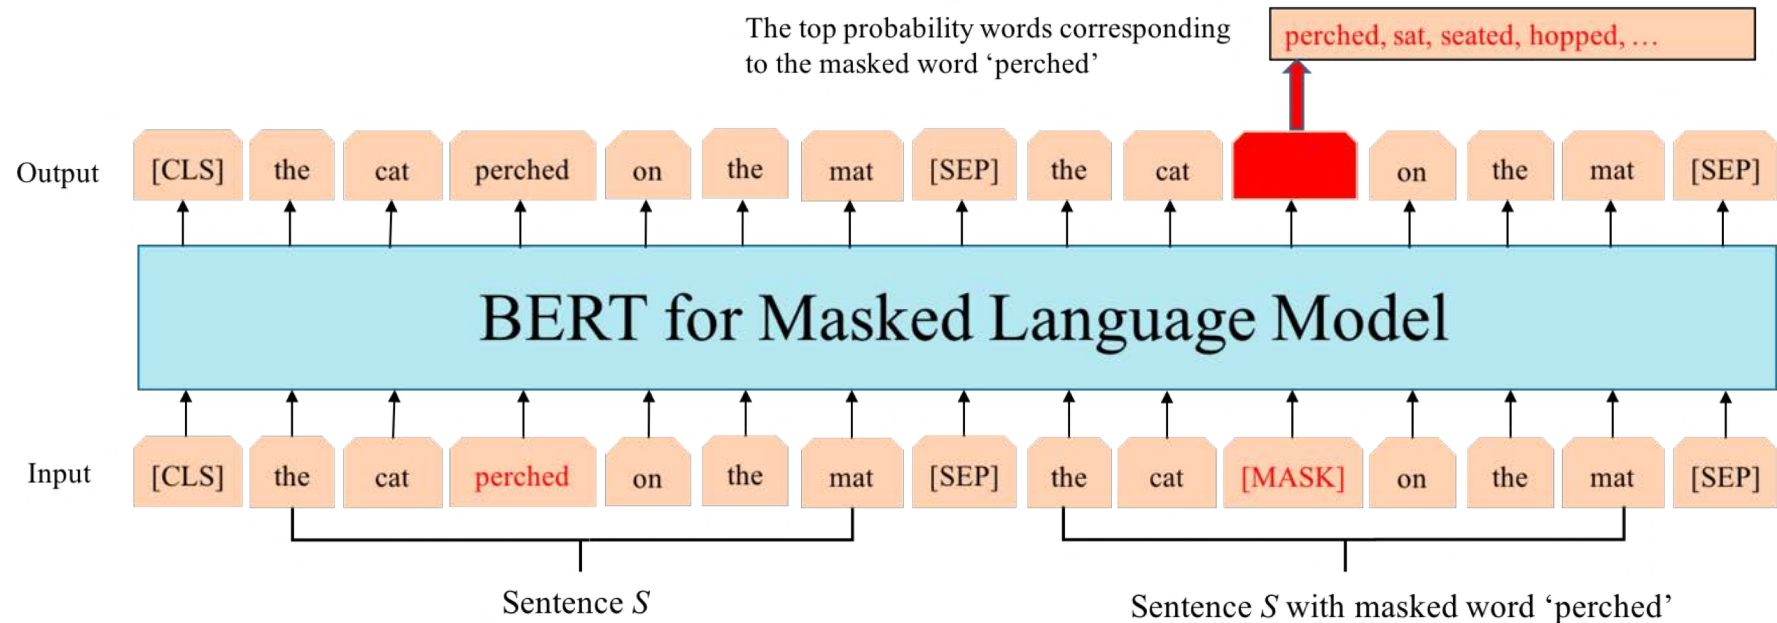 The top probability words corresponding
to the masked word ‘perched’
perched, sat, seated, hopped, …
Output [CLS] the cat perched on the mat [SEP] the cat on the mat [SEP]
BERT for Masked Language Model
Input [CLS] the cat perched on the mat [SEP] the cat [MASK] on the mat [SEP]
Sentence S
Sentence S with masked word ‘perched’